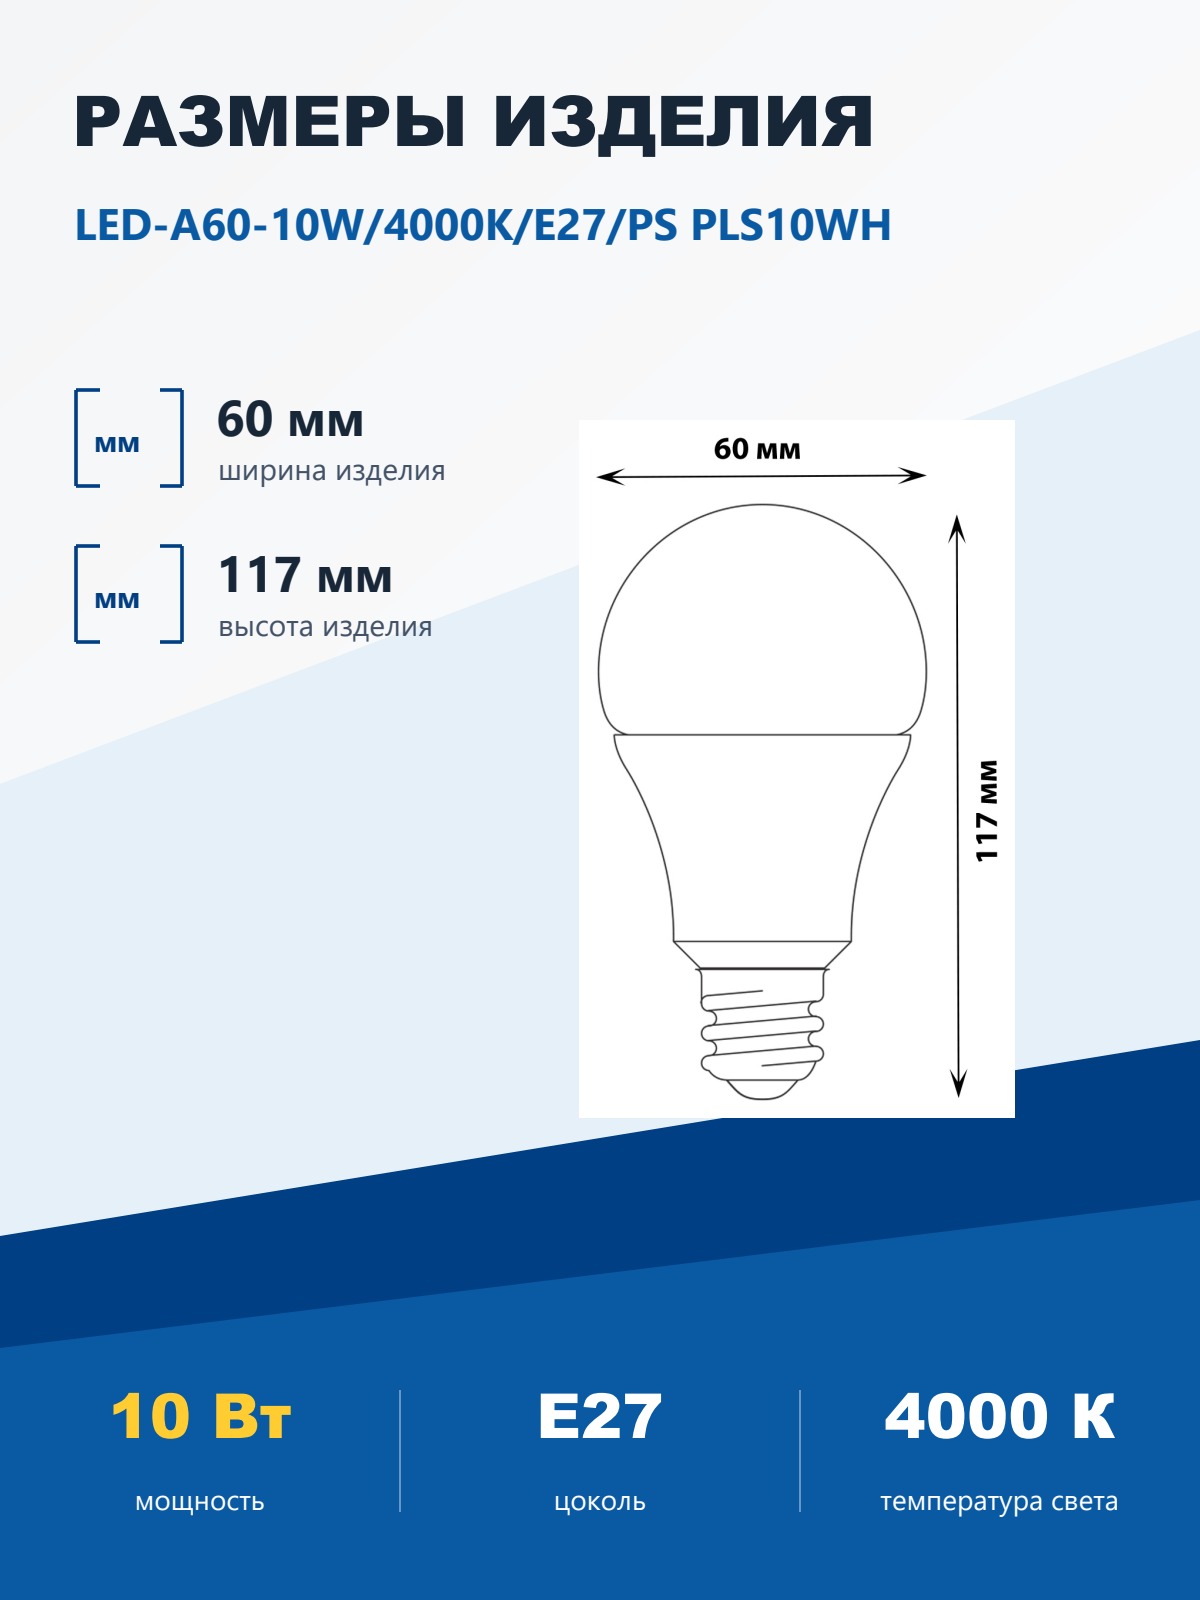 РАЗМЕРЫ ИЗДЕЛИЯ
LED-A60-10W/4000K/E27/PS PLS10WH
мм
60 мм
ширина изделия
мм
117 мм
высота изделия
60 мм
117 мм
10 Вт
мощность
E27
цоколь
4000 К
температура света